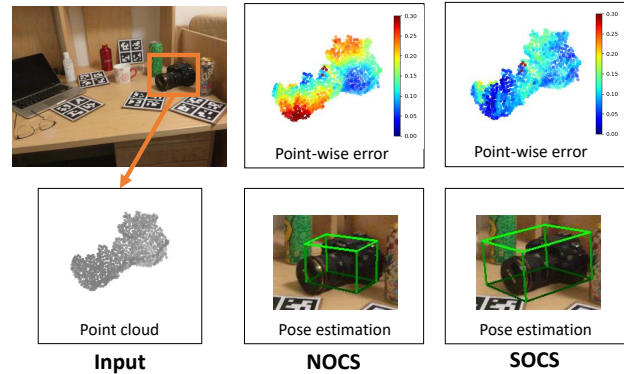 0.30
0.25
0.20
0.15
0.10
0.05
0.00
Point-wise error
0.30
0.25
0.20
0.15
0.10
0.05
0.00
Point-wise error
Point cloud
Pose estimation
Pose estimation
Input
NOCS
SOCS